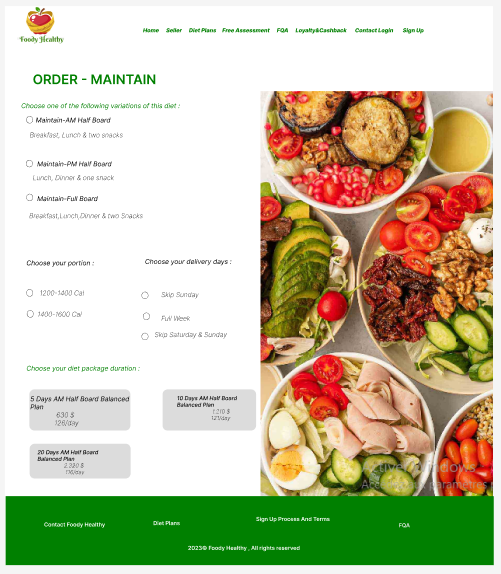 Foody Healthy
Home Seller Diet Plans Free Assessment FQA Loyalty&Cashback Contact Login Sign Up
ORDER - MAINTAIN
Choose one of the following variations of this diet :
Maintain-AM Half Board
Breakfast, Lunch & two snacks
Maintain-PM Half Board
Lunch, Dinner & one snack
Maintain-Full Board
Breakfast,Lunch,Dinner & two Snacks
Choose your portion :
1200-1400 Cal
1400-1600 Cal
Choose your delivery days :
Skip Sunday
Full Week
Skip Saturday & Sunday
Choose your diet package duration :
5 Days AM Half Board Balanced
Plan
630 $
126/day
10 Days AM Half Board
Balanced Plan
1,210 $
121/day
20 Days AM Half Board
Balanced Plan
2,320 $
116/day
Activer Windows
paramètres
Contact Foody Healthy
Diet Plans
Sign Up Process And Terms
FQA
2023© Foody Healthy , All rights reserved